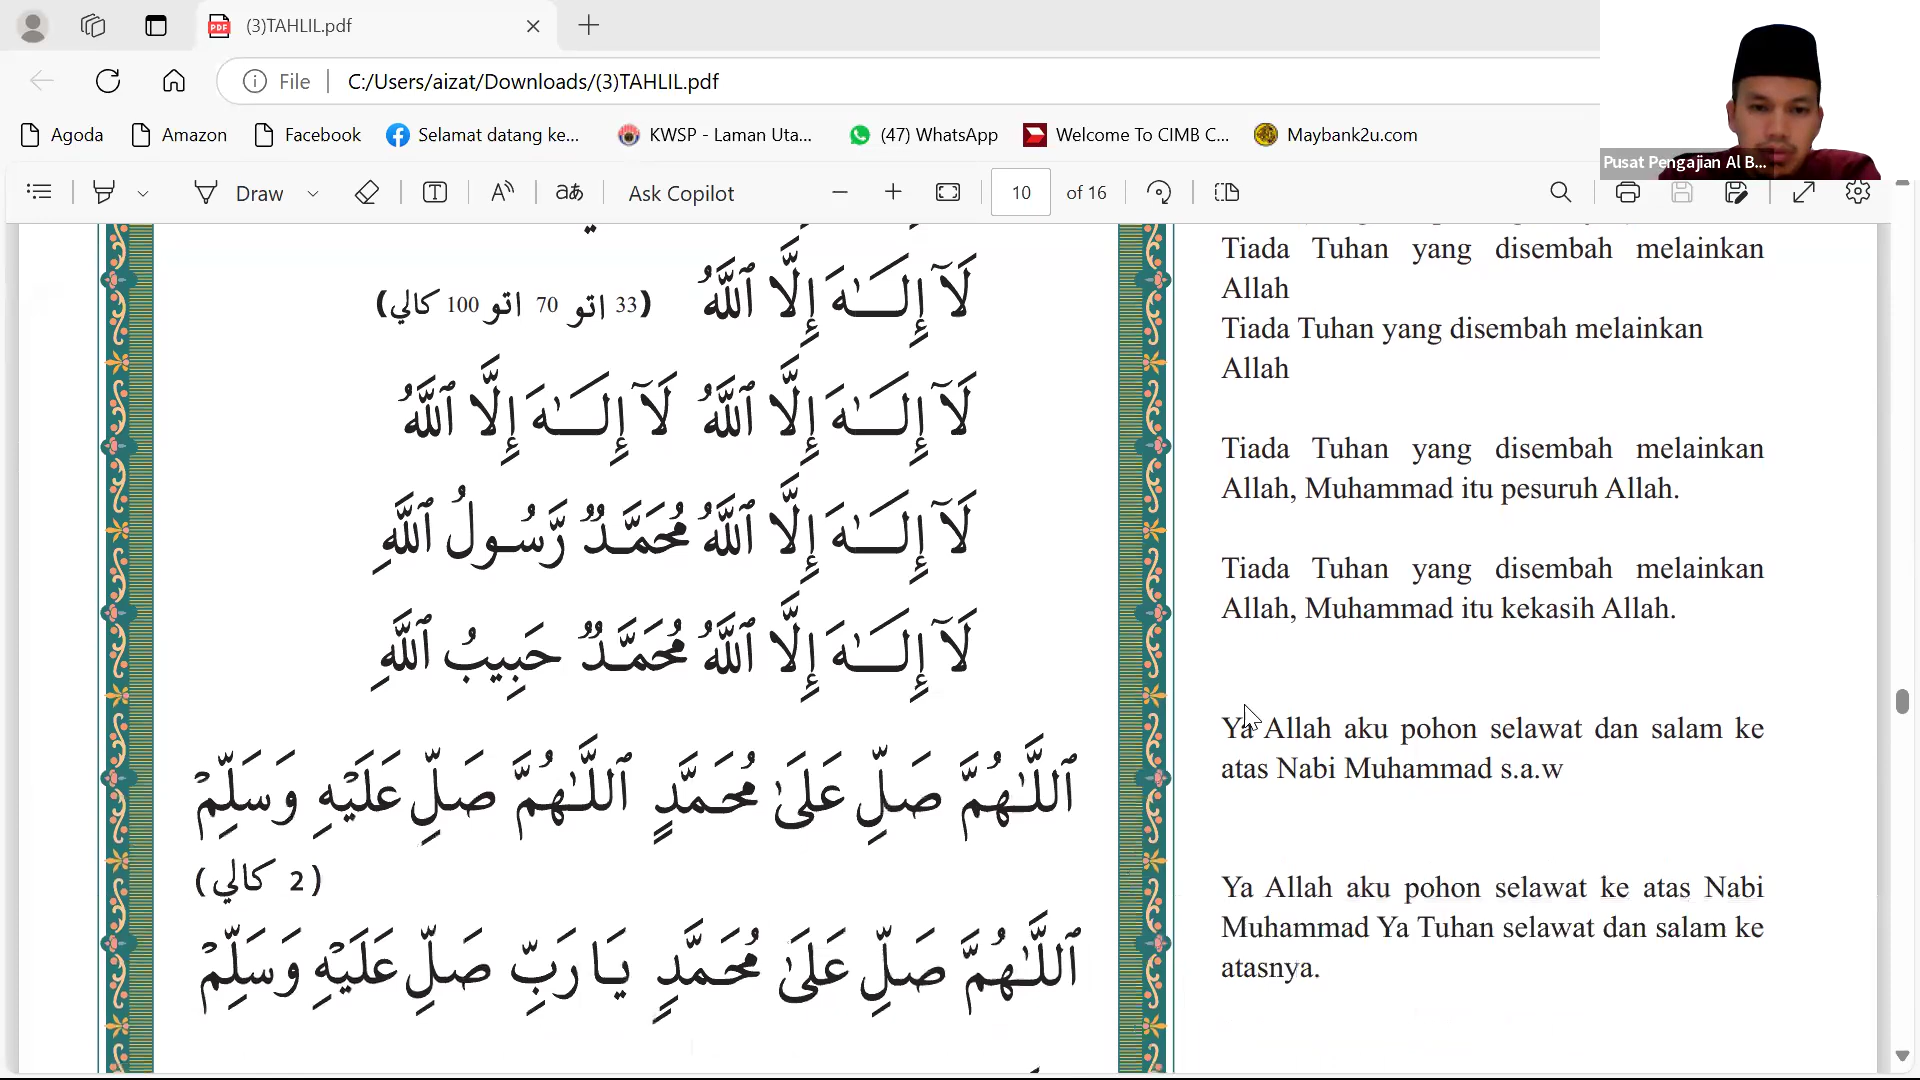 (3)TAHLIL.pdf
File
C:/Users/aizat/Downloads/(3)TAHLIL.pdf
Agoda
Amazon
Facebook
Selamat datang ke...
KWSP - Laman Uta...
(47) WhatsApp
Welcome To CIMB C...
Maybank2u.com
Pusat Pengajian Al B...
Draw
Ask Copilot
10 of 16
لَآ إِلَـٰهَ إِلَّا ٱللَّهُ (33 اتو 70 اتو 100 كالي)
لَآ إِلَـٰهَ إِلَّا ٱللَّهُ لَآ إِلَـٰهَ إِلَّا ٱللَّهُ
لَآ إِلَـٰهَ إِلَّا ٱللَّهُ مُحَمَّدٌ رَّسُولُ ٱللَّهِ
لَآ إِلَـٰهَ إِلَّا ٱللَّهُ مُحَمَّدٌ حَبِيبُ ٱللَّهِ
ٱللَّـٰهُمَّ صَلِّ عَلَىٰ مُحَمَّدٍ ٱللَّـٰهُمَّ صَلِّ عَلَيْهِ وَسَلِّمْ
(2 كالي)
ٱللَّـٰهُمَّ صَلِّ عَلَىٰ مُحَمَّدٍ يَا رَبِّ صَلِّ عَلَيْهِ وَسَلِّمْ
Tiada Tuhan yang disembah melainkan
Allah
Tiada Tuhan yang disembah melainkan
Allah
Tiada Tuhan yang disembah melainkan
Allah, Muhammad itu pesuruh Allah.
Tiada Tuhan yang disembah melainkan
Allah, Muhammad itu kekasih Allah.
Ya Allah aku pohon selawat dan salam ke
atas Nabi Muhammad s.a.w
Ya Allah aku pohon selawat ke atas Nabi
Muhammad Ya Tuhan selawat dan salam ke
atasnya.